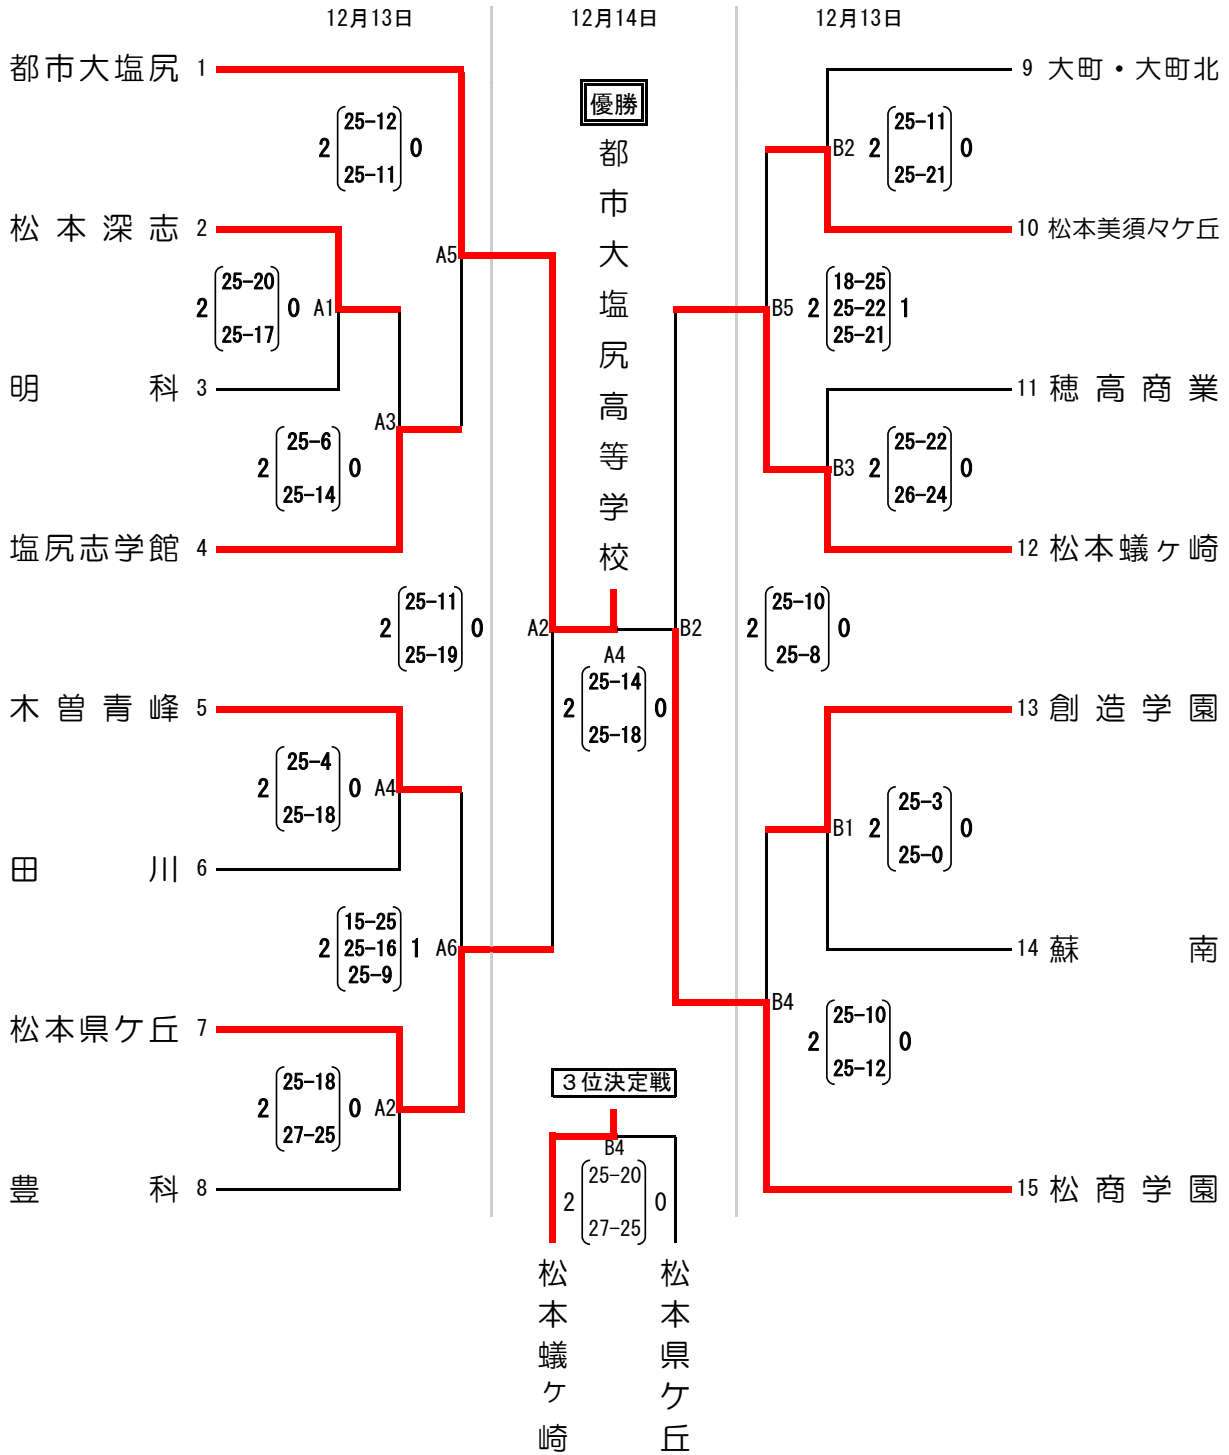 12月13日
12月14日
12月13日
都市大塩尻 1
9 大町・大町北
優勝
都市大塩尻高等学校
25-12
2 0
25-11
25-11
B2 2 0
25-21
松本深志 2
10 松本美須々ケ丘
A5
25-20
2 0 A1
25-17
18-25
B5 2 25-22 1
25-21
明科 3
11 穂高商業
A3
25-6
2 0
25-14
25-22
B3 2 0
26-24
塩尻志学館 4
12 松本蟻ヶ崎
25-11
2 0
25-19
A2
B2
25-10
2 0
25-8
A4
25-14
2 0
25-18
木曽青峰 5
13 創造学園
25-4
2 0 A4
25-18
25-3
B1 2 0
25-0
田川 6
15-25
2 25-16 1 A6
25-9
14 蘇南
松本県ケ丘 7
B4
25-10
2 0
25-12
25-18
2 0 A2
27-25
豊科 8
15 松商学園
3位決定戦
B4
25-20
2 0
27-25
松本蟻ヶ崎
松本県ケ丘